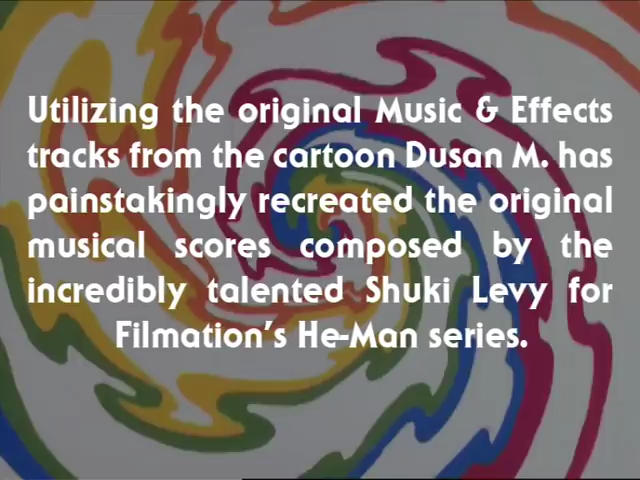 Utilizing the original Music & Effects
tracks from the cartoon Dusan M. has
painstakingly recreated the original
musical scores composed by the
incredibly talented Shuki Levy for
Filmation's He-Man series.